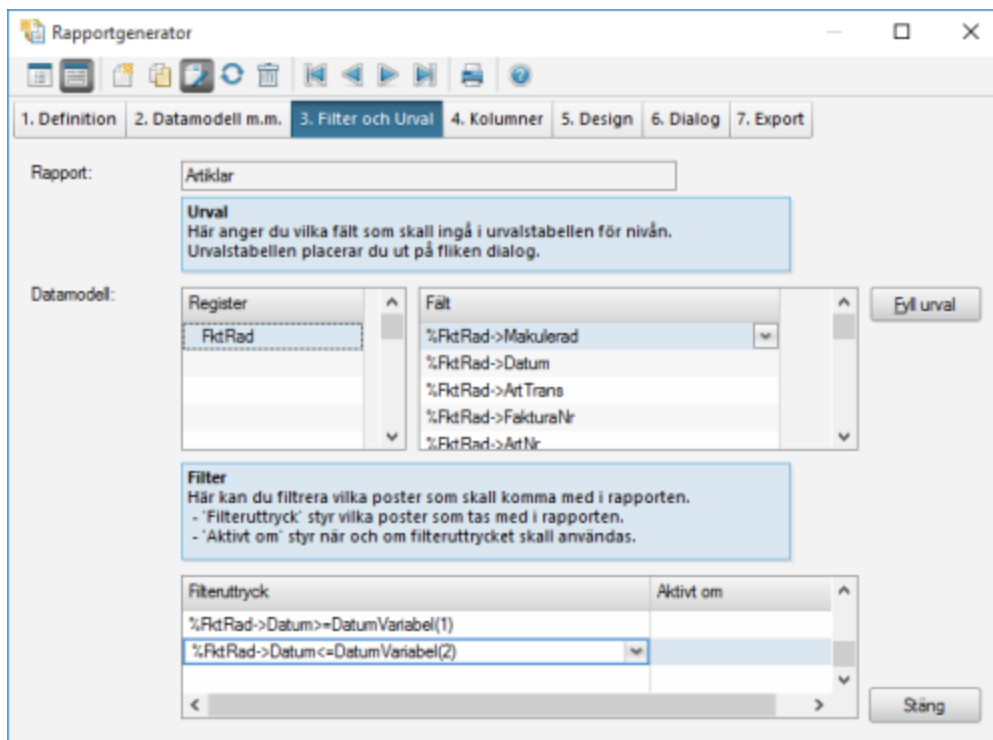 Rapportgenerator
1. Definition 2. Datamodell m.m. 3. Filter och Urval 4. Kolumner 5. Design 6. Dialog 7. Export
Rapport: Artiklar
Urval
Här anger du vilka fält som skall ingå i urvalstabellen för nivån.
Urvalstabellen placerar du ut på fliken dialog.
Datamodell: Register Fält Fyll urval
FktRad %FktRad->Makulerad
%FktRad->Datum
%FktRad->ArtTrans
%FktRad->FakturaNr
%FktRad->ArtNr
Filter
Här kan du filtrera vilka poster som skall komma med i rapporten.
- 'Filteruttryck' styr vilka poster som tas med i rapporten.
- 'Aktivt om' styr när och om filteruttrycket skall användas.
Filteruttryck Aktivt om
%FktRad->Datum>=DatumVariabel(1)
%FktRad->Datum<=DatumVariabel(2)
Stäng